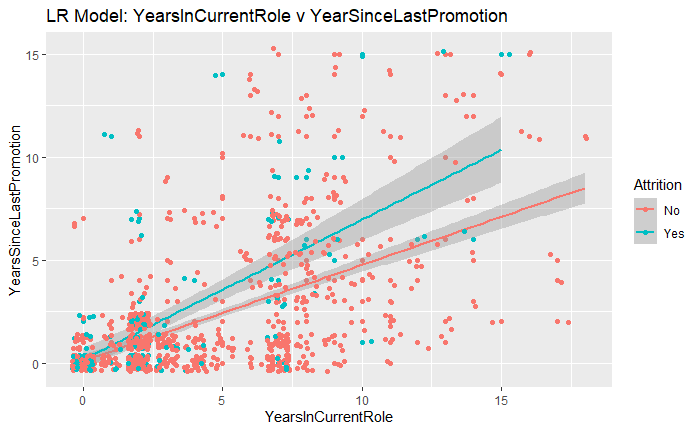 LR Model: YearsInCurrentRole v YearSinceLastPromotion
15
10
5
0
YearsSinceLastPromotion
0
5
10
15
YearsInCurrentRole
Attrition
No
Yes